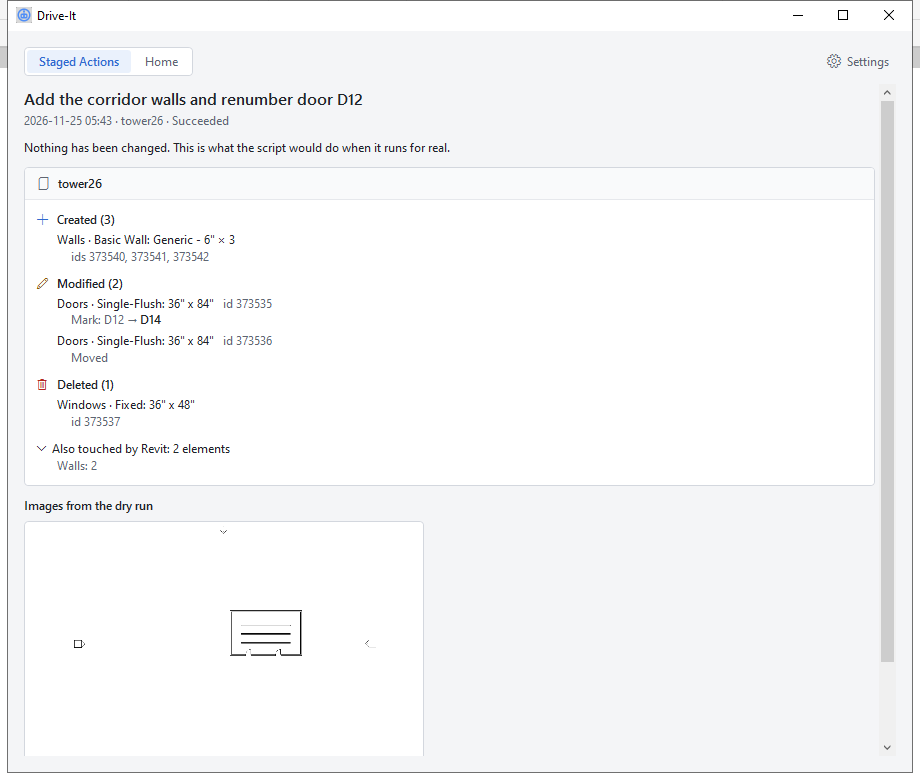 Drive-It
Staged Actions
Home
Settings
Add the corridor walls and renumber door D12
2026-11-25 05:43 · tower26 · Succeeded
Nothing has been changed. This is what the script would do when it runs for real.
tower26
Created (3)
Walls · Basic Wall: Generic - 6" × 3
ids 373540, 373541, 373542
Modified (2)
Doors · Single-Flush: 36" x 84" id 373535
Mark: D12 → D14
Doors · Single-Flush: 36" x 84" id 373536
Moved
Deleted (1)
Windows · Fixed: 36" x 48"
id 373537
Also touched by Revit: 2 elements
Walls: 2
Images from the dry run